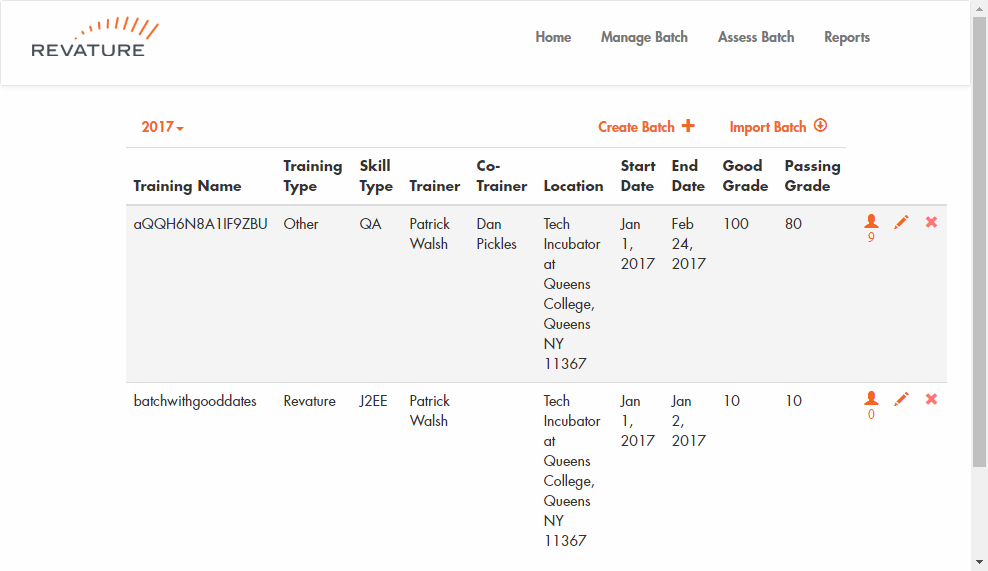 REVATURE
Home Manage Batch Assess Batch Reports
2017 Create Batch Import Batch
Training Name Training Type Skill Type Trainer Co-Trainer Location Start Date End Date Good Grade Passing Grade
aQQH6N8A1IF9ZBU Other QA Patrick Walsh Dan Pickles Tech Incubator at Queens College, Queens NY 11367 Jan 1, 2017 Feb 24, 2017 100 80 9
batchwithgooddates Revature J2EE Patrick Walsh Tech Incubator at Queens College, Queens NY 11367 Jan 1, 2017 Jan 2, 2017 10 10 0